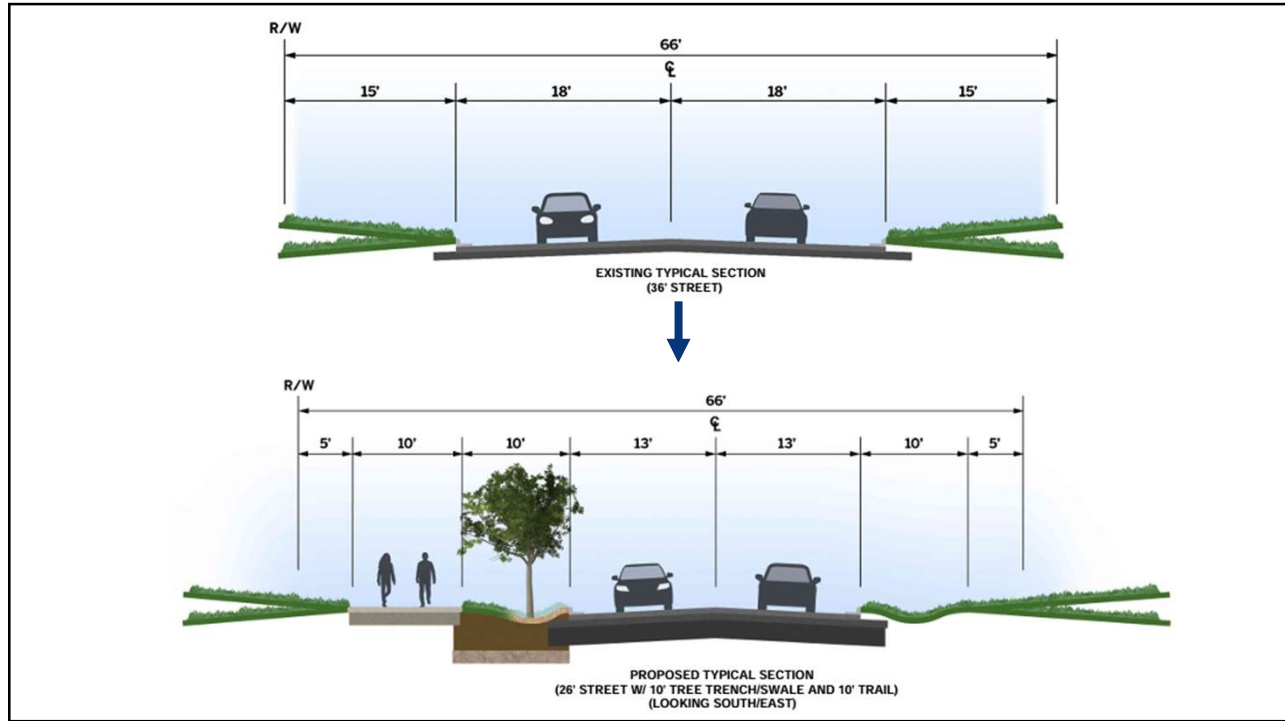 R/W
66'
℄
15' 18' 18' 15'
EXISTING TYPICAL SECTION
(36' STREET)
R/W
66'
℄
5' 10' 10' 13' 13' 10' 5'
PROPOSED TYPICAL SECTION
(26' STREET W/ 10' TREE TRENCH/SWALE AND 10' TRAIL)
(LOOKING SOUTH/EAST)